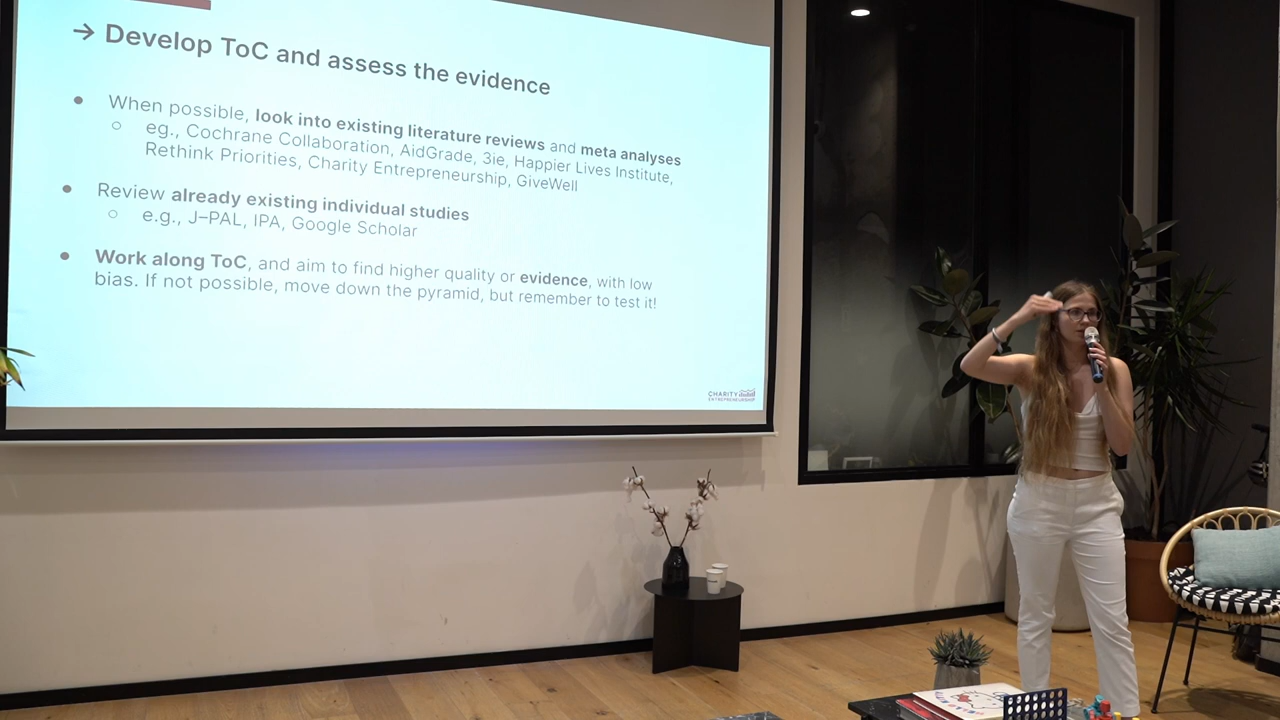 → Develop ToC and assess the evidence
● When possible, look into existing literature reviews and meta analyses
○ eg., Cochrane Collaboration, AidGrade, 3ie, Happier Lives Institute,
Rethink Priorities, Charity Entrepreneurship, GiveWell
● Review already existing individual studies
○ e.g., J–PAL, IPA, Google Scholar
● Work along ToC, and aim to find higher quality or evidence, with low
bias. If not possible, move down the pyramid, but remember to test it!
CHARITY
ENTREPRENEURSHIP